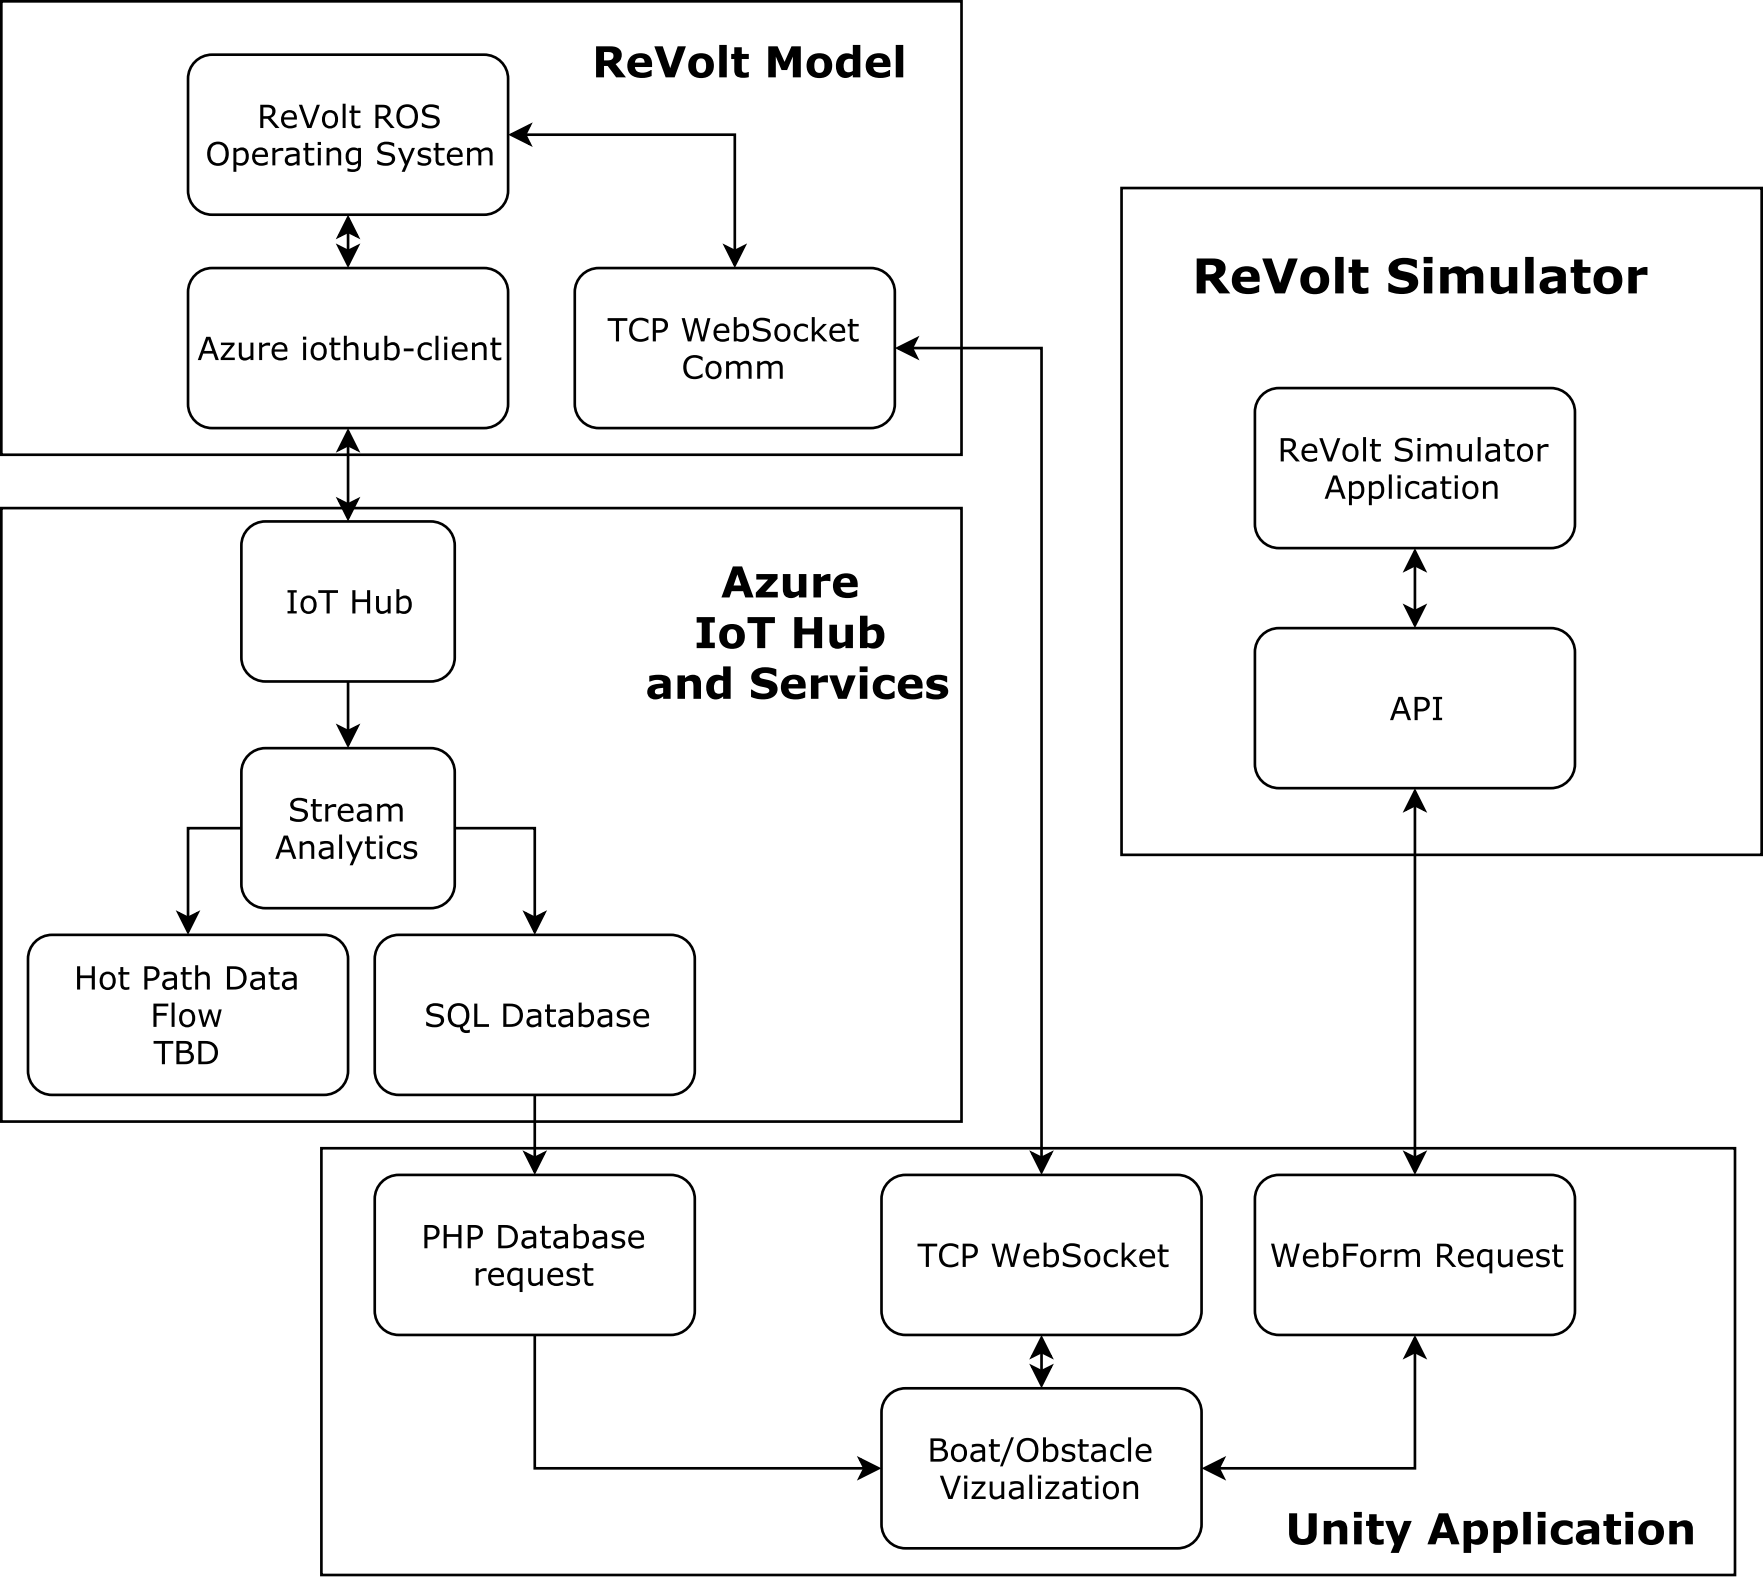 ReVolt Model
ReVolt ROS
Operating System
Azure iothub-client
TCP WebSocket
Comm
ReVolt Simulator
ReVolt Simulator
Application
API
Azure
IoT Hub
and Services
IoT Hub
Stream
Analytics
Hot Path Data
Flow
TBD
SQL Database
PHP Database
request
TCP WebSocket
WebForm Request
Boat/Obstacle
Vizualization
Unity Application